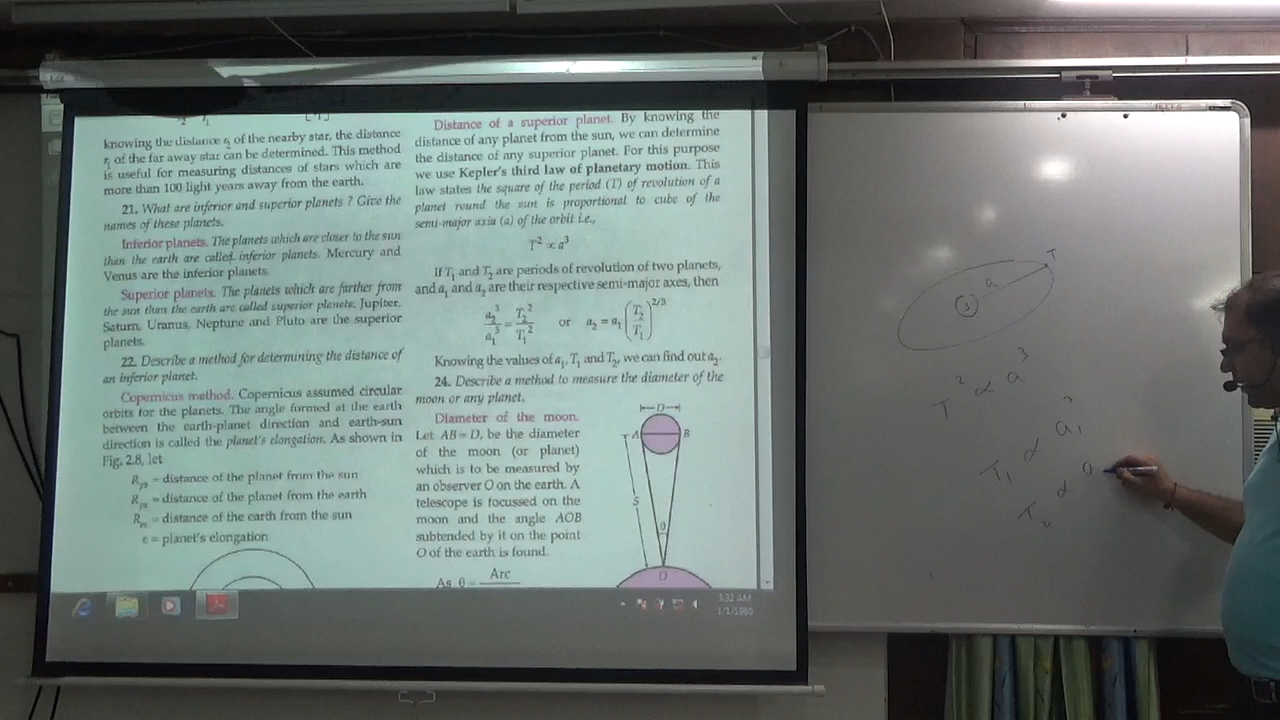 knowing the distance r₂ of the nearby star, the distance
r₁ of the far away star can be determined. This method
is useful for measuring distances of stars which are
more than 100 light years away from the earth.
21. What are inferior and superior planets ? Give the
names of these planets.
Inferior planets. The planets which are closer to the sun
than the earth are called inferior planets. Mercury and
Venus are the inferior planets.
Superior planets. The planets which are farther from
the sun than the earth are called superior planets. Jupiter,
Saturn, Uranus, Neptune and Pluto are the superior
planets.
22. Describe a method for determining the distance of
an inferior planet.
Copernicus method. Copernicus assumed circular
orbits for the planets. The angle formed at the earth
between the earth-planet direction and earth-sun
direction is called the planet's elongation. As shown in
Fig. 2.8, let
= distance of the planet from the sun
= distance of the planet from the earth
= distance of the earth from the sun
ε = planet's elongation
Distance of a superior planet. By knowing the
distance of any planet from the sun, we can determine
the distance of any superior planet. For this purpose
we use Kepler's third law of planetary motion. This
law states the square of the period (T) of revolution of a
planet round the sun is proportional to cube of the
semi-major axia (a) of the orbit i.e.,
T² ∝ a³
If T₁ and T₂ are periods of revolution of two planets,
and a₁ and a₂ are their respective semi-major axes, then
a₂³/a₁³ = T₂²/T₁² or a₂ = a₁(T₂/T₁)^2/3
Knowing the values of a₁, T₁ and T₂, we can find out a₂.
24. Describe a method to measure the diameter of the
moon or any planet.
Diameter of the moon.
Let AB = D, be the diameter
of the moon (or planet)
which is to be measured by
an observer O on the earth. A
telescope is focussed on the
moon and the angle AOB
subtended by it on the point
O of the earth is found.
As θ = Arc
D
A B
S
θ
O
1/1/1980
T
a
S
T² ∝ a³
T₁ ∝ a₁
T₂ ∝ a